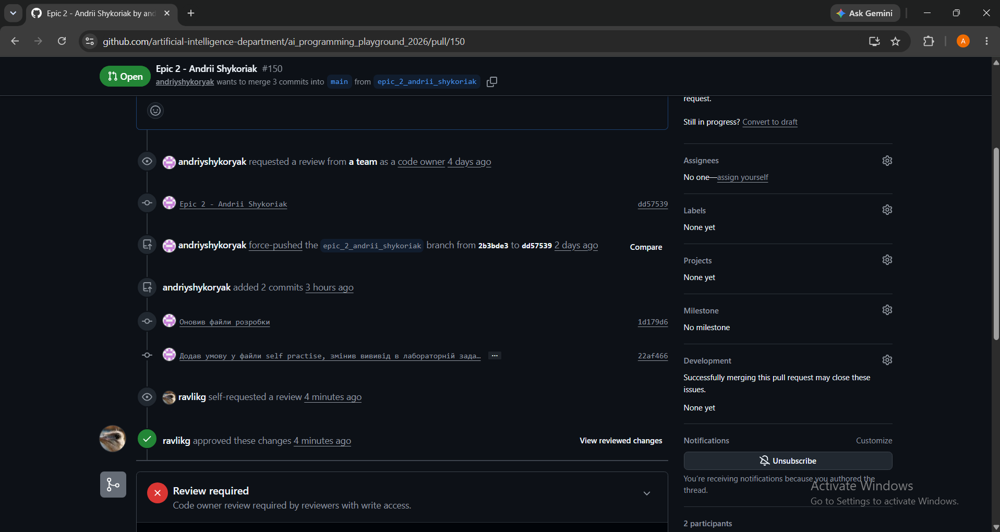 Epic 2 - Andrii Shykoriak by and
Ask Gemini
github.com/artificial-intelligence-department/ai_programming_playground_2026/pull/150
A
Open
Epic 2 - Andrii Shykoriak #150
andriyshykoryak wants to merge 3 commits into main from epic_2_andrii_shykoriak
request.
Still in progress? Convert to draft
andriyshykoryak requested a review from a team as a code owner 4 days ago
Epic 2 - Andrii Shykoriak dd57539
andriyshykoryak force-pushed the epic_2_andrii_shykoriak branch from 2b3bde3 to dd57539 2 days ago Compare
andriyshykoryak added 2 commits 3 hours ago
Оновив файли розробки 1d179d6
Додав умову у файли self practise, змінив вививід в лабораторній зада… ... 22af466
ravlikg self-requested a review 4 minutes ago
ravlikg approved these changes 4 minutes ago View reviewed changes
Review required
Code owner review required by reviewers with write access.
Assignees
No one—assign yourself
Labels
None yet
Projects
None yet
Milestone
No milestone
Development
Successfully merging this pull request may close these
issues.
None yet
Notifications Customize
Unsubscribe
You're receiving notifications because you authored the
thread.
Activate Windows
Go to Settings to activate Windows.
2 participants